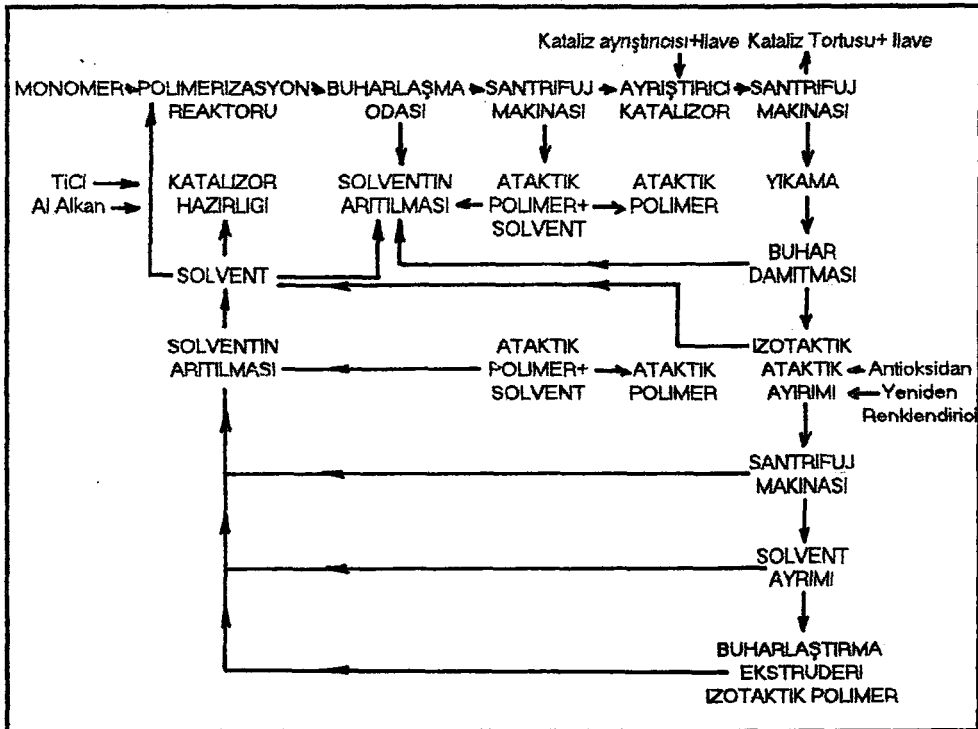 Kataliz ayrıştırıcısı+İlave Kataliz Tortusu+ İlave
MONOMER POLIMERIZASYON BUHARLAŞMA SANTRIFUJ AYRIŞTIRICI SANTRIFUJ
REAKTORU ODASI MAKINASI KATALIZOR MAKINASI
TiCl
Al Alkan
KATALIZOR
HAZIRLIGI
SOLVENTIN
ARITILMASI
ATAKTIK
POLIMER+
SOLVENT
ATAKTIK
POLIMER
YIKAMA
SOLVENT
BUHAR
DAMITMASI
SOLVENTIN
ARITILMASI
ATAKTIK
POLIMER+
SOLVENT
ATAKTIK
POLIMER
IZOTAKTIK
ATAKTIK
AYIRIMI
Antioksidan
Yeniden
Renklendirici
SANTRIFUJ
MAKINASI
SOLVENT
AYRIMI
BUHARLAŞTIRMA
EKSTRUDERI
IZOTAKTIK POLIMER